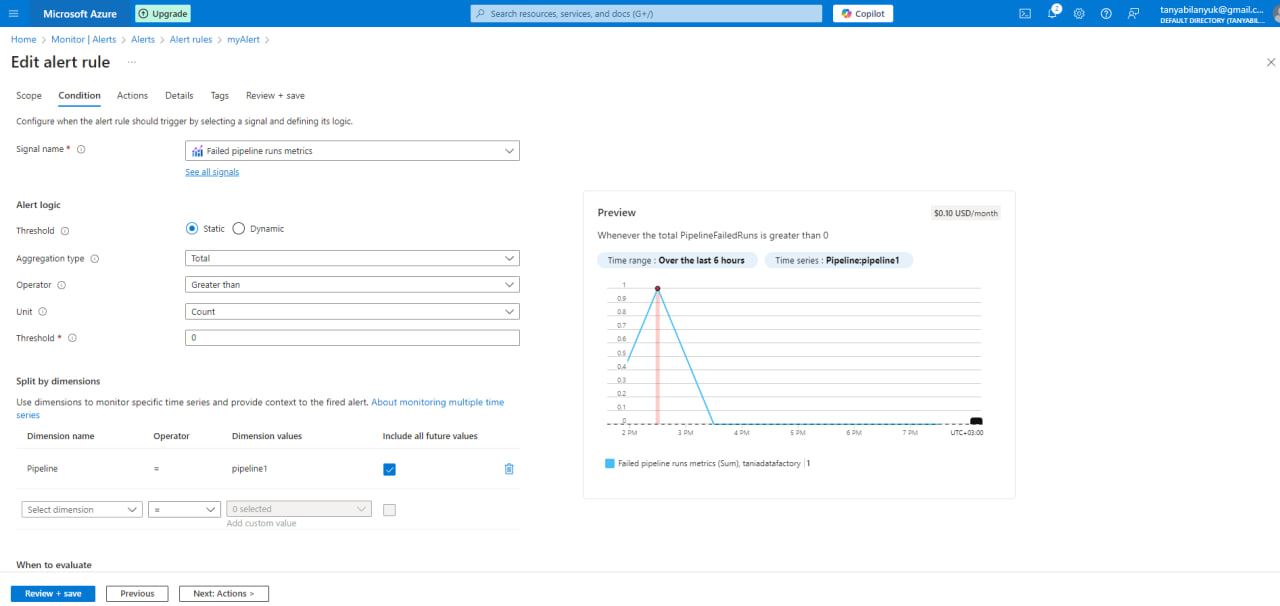 Microsoft Azure
Upgrade
Search resources, services, and docs (G+/)
Copilot
2
tanyabilanyuk@gmail.c...
DEFAULT DIRECTORY (TANYABIL...
Home > Monitor | Alerts > Alerts > Alert rules > myAlert >
Edit alert rule ...
Scope Condition Actions Details Tags Review + save
Configure when the alert rule should trigger by selecting a signal and defining its logic.
Signal name *
Failed pipeline runs metrics
See all signals
Alert logic
Threshold
Static
Dynamic
Aggregation type
Total
Operator
Greater than
Unit
Count
Threshold *
0
Split by dimensions
Use dimensions to monitor specific time series and provide context to the fired alert. About monitoring multiple time
series
Dimension name Operator Dimension values Include all future values
Pipeline = pipeline1
Select dimension = 0 selected
Add custom value
When to evaluate
Review + save
Previous
Next: Actions >
Preview
$0.10 USD/month
Whenever the total PipelineFailedRuns is greater than 0
Time range : Over the last 6 hours
Time series : Pipeline:pipeline1
1
0.9
0.8
0.7
0.6
0.5
0.4
0.3
0.2
0.1
0
2 PM 3 PM 4 PM 5 PM 6 PM 7 PM UTC+03:00
Failed pipeline runs metrics (Sum), taniadatafactory | 1